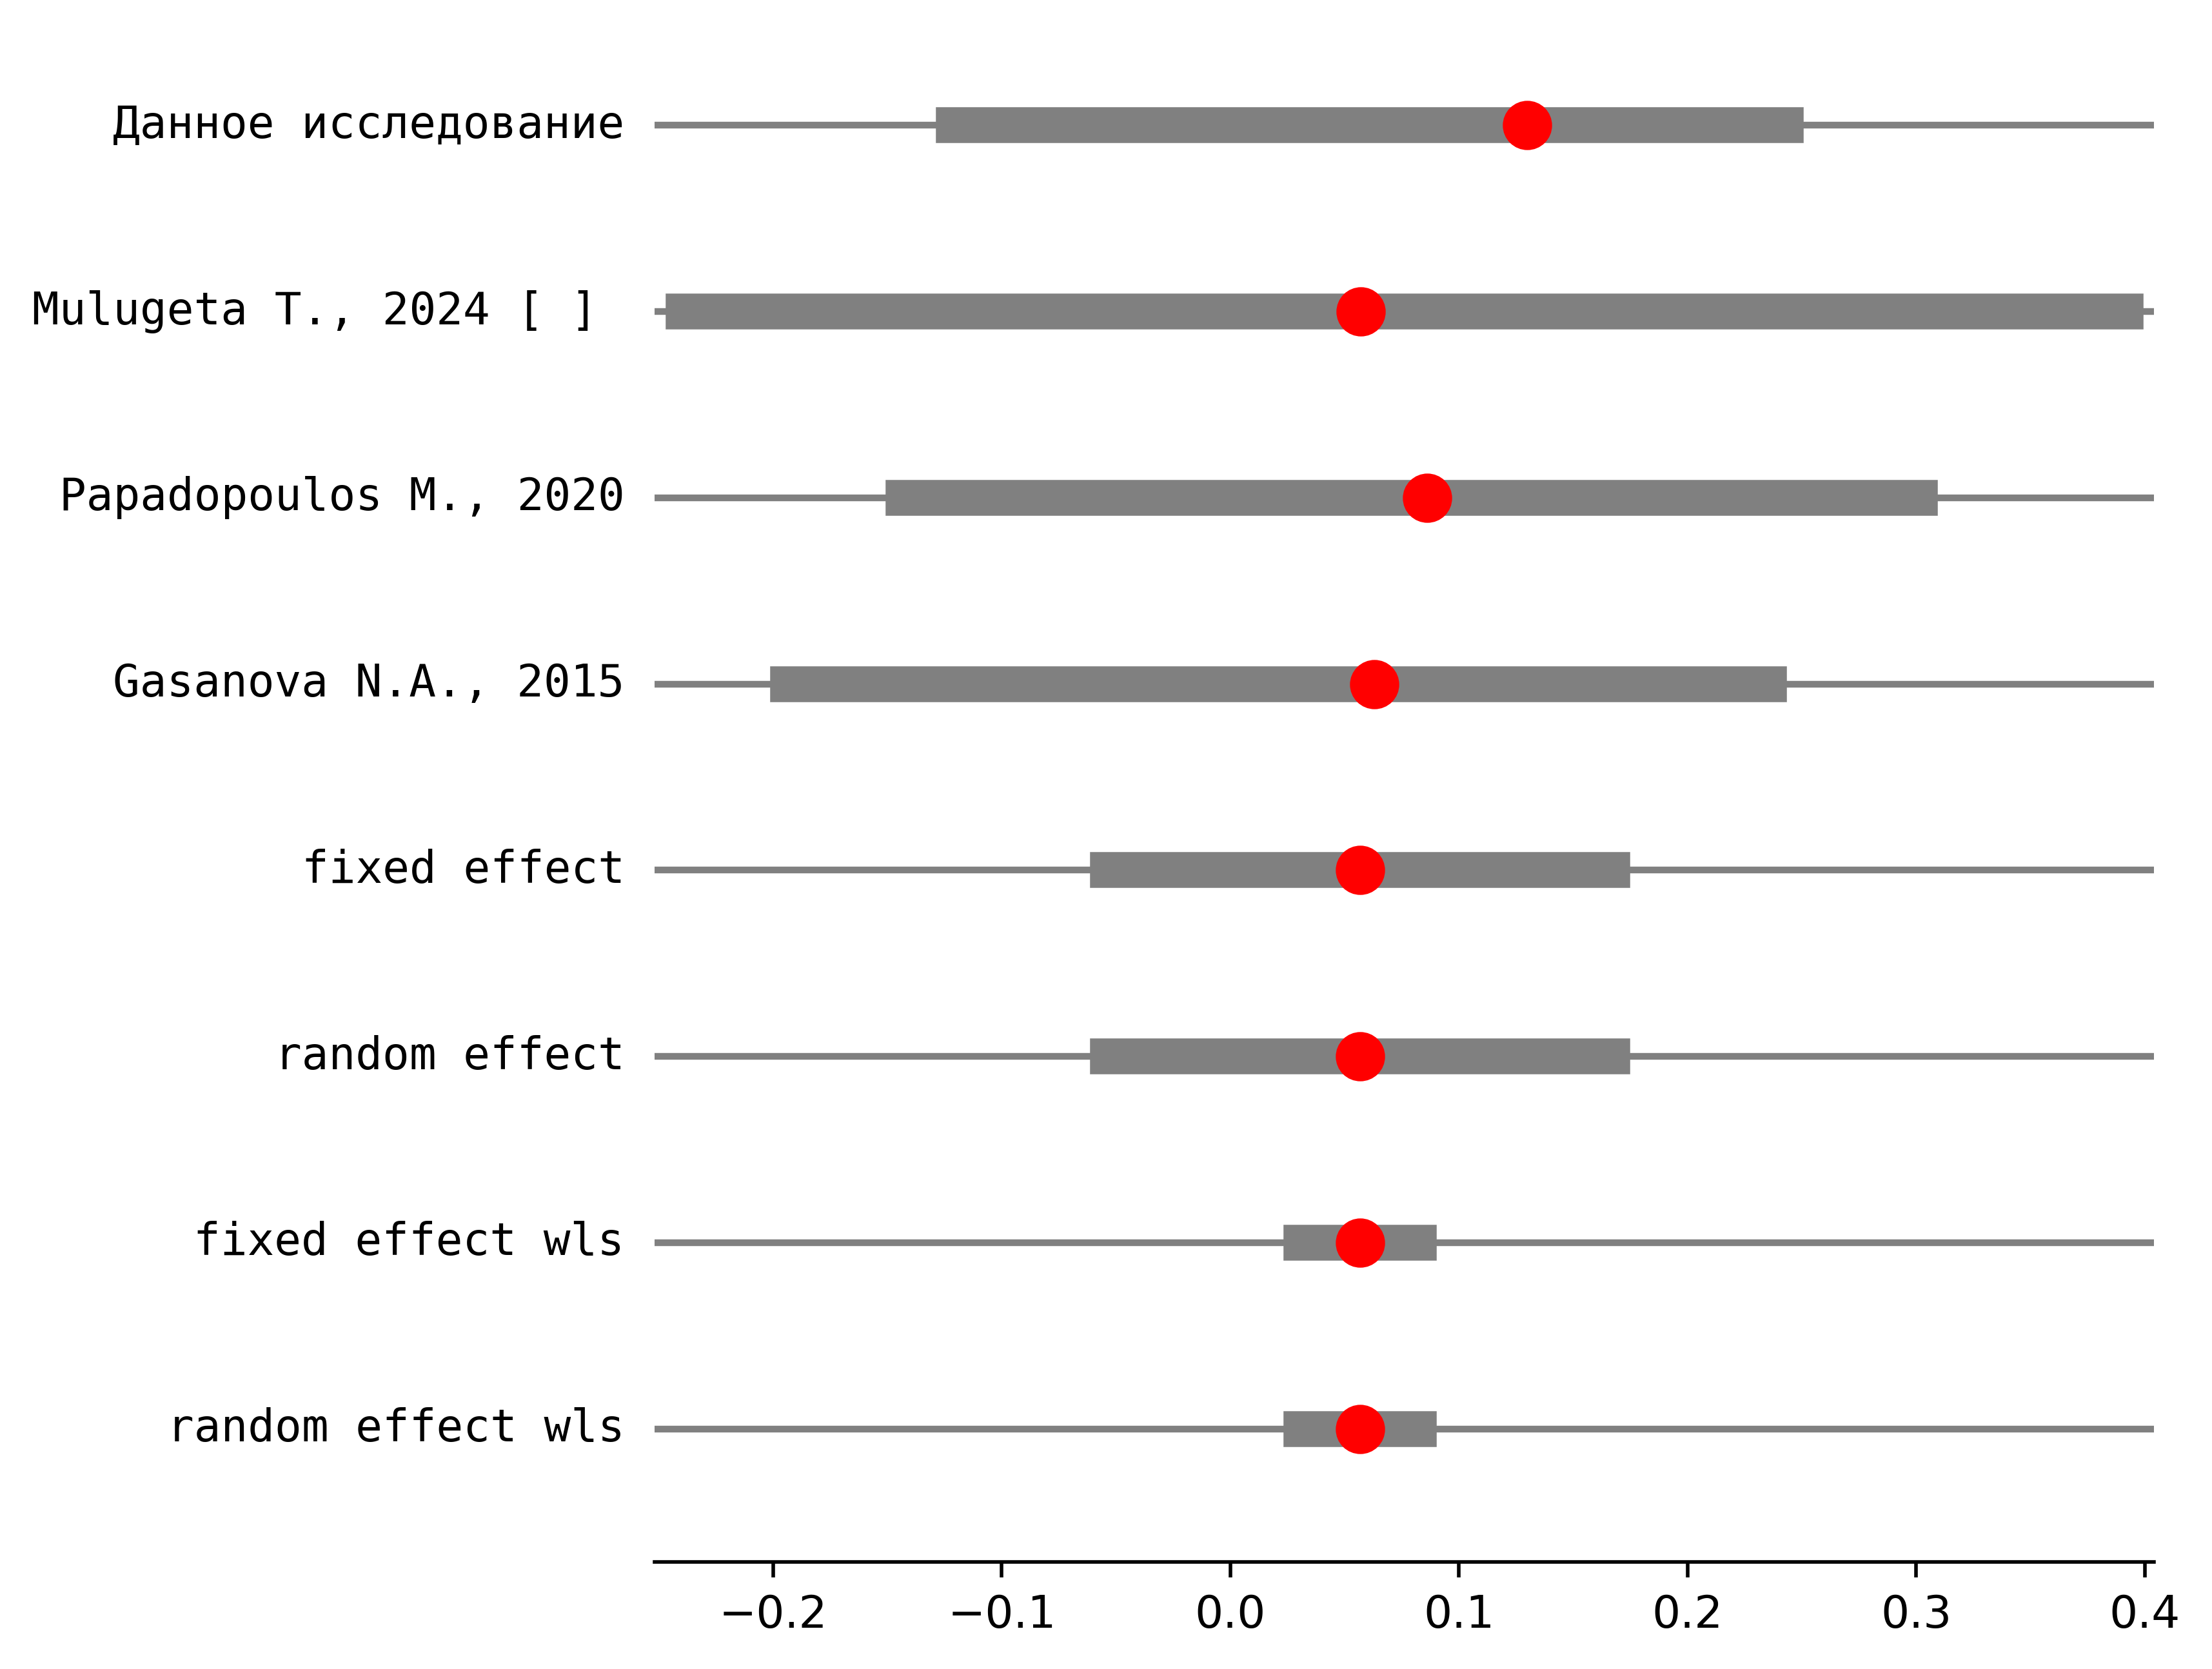 Данное исследование
Mulugeta T., 2024 [ ]
Papadopoulos M., 2020
Gasanova N.A., 2015
fixed effect
random effect
fixed effect wls
random effect wls
−0.2 −0.1 0.0 0.1 0.2 0.3 0.4